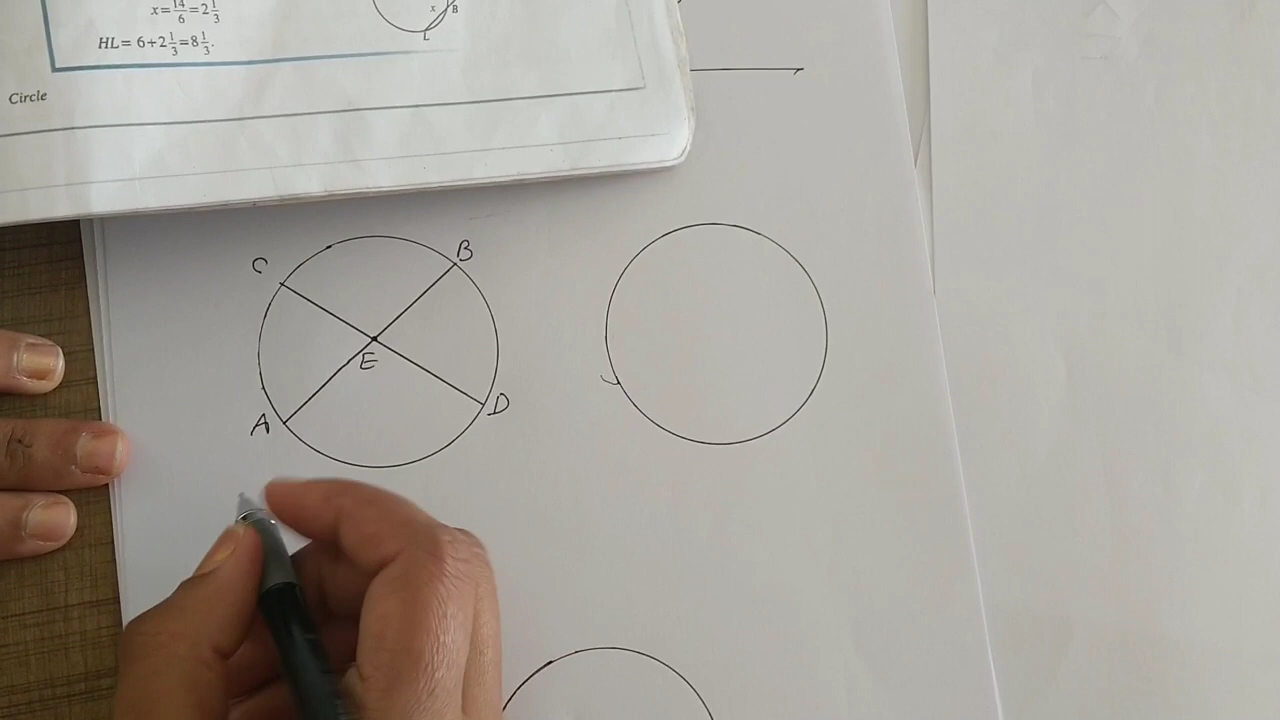 x=14/6=2 1/3
HL= 6+2 1/3=8 1/3.
x
B
L
Circle
C
B
E
A
D